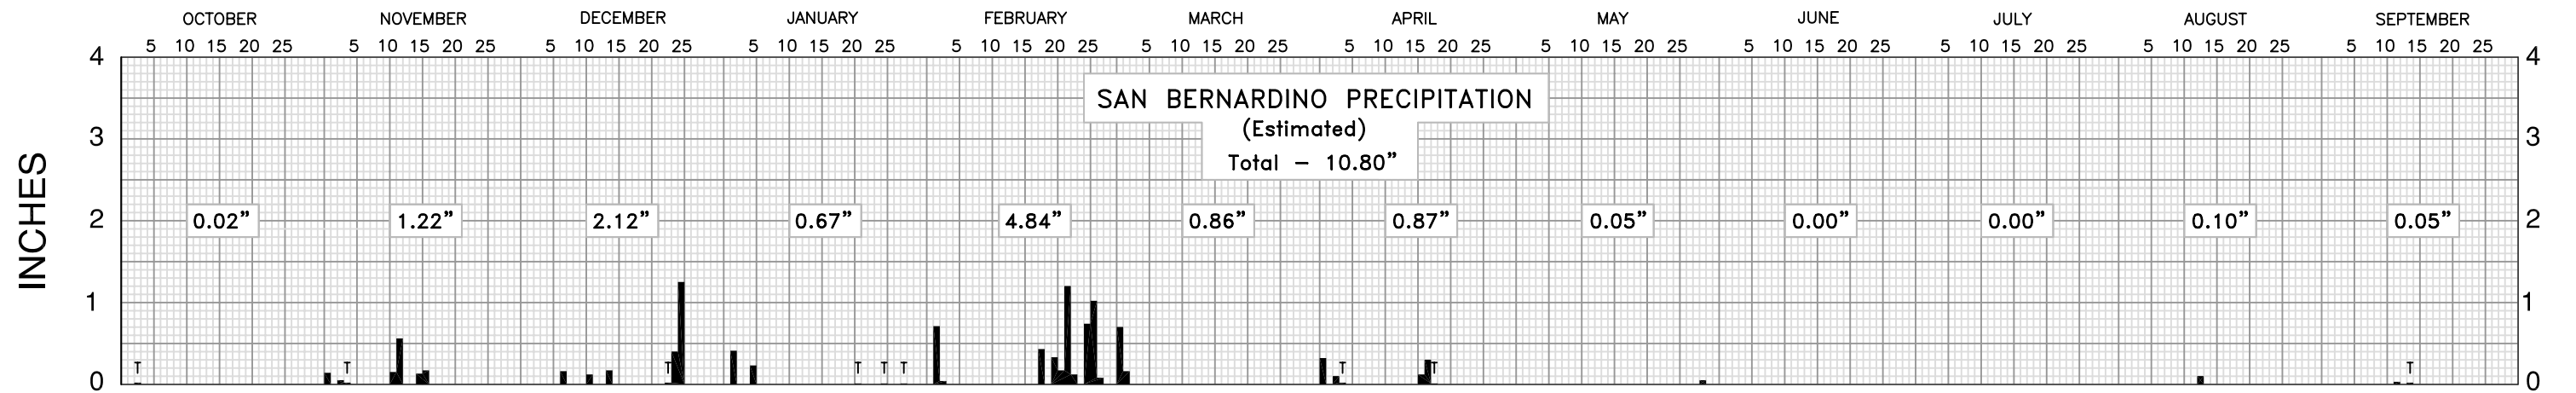 OCTOBER NOVEMBER DECEMBER JANUARY FEBRUARY MARCH APRIL MAY JUNE JULY AUGUST SEPTEMBER
5 10 15 20 25 5 10 15 20 25 5 10 15 20 25 5 10 15 20 25 5 10 15 20 25 5 10 15 20 25 5 10 15 20 25 5 10 15 20 25 5 10 15 20 25 5 10 15 20 25 5 10 15 20 25 5 10 15 20 25
4 4
SAN BERNARDINO PRECIPITATION
(Estimated)
3 3
Total - 10.80”
INCHES
2 0.02” 1.22” 2.12” 0.67” 4.84” 0.86” 0.87” 0.05” 0.00” 0.00” 0.10” 0.05” 2
1 1
T T T T T T T T T
0 0